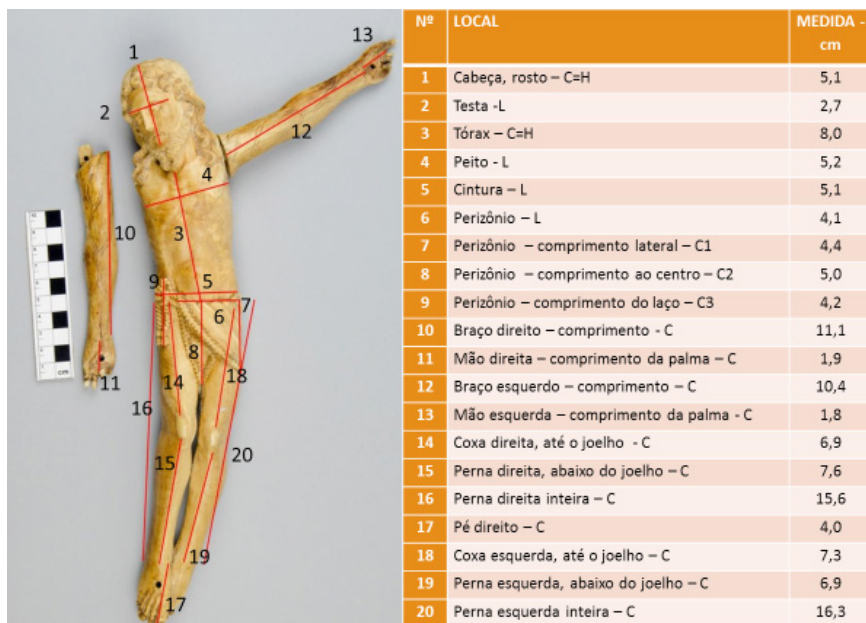 1
2
3
4
5
6
7
8
9
10
11
12
13
14
15
16
17
18
19
20
cm
Nº LOCAL MEDIDA - cm
1 Cabeça, rosto – C=H 5,1
2 Testa -L 2,7
3 Tórax – C=H 8,0
4 Peito - L 5,2
5 Cintura – L 5,1
6 Perizônio – L 4,1
7 Perizônio – comprimento lateral – C1 4,4
8 Perizônio – comprimento ao centro – C2 5,0
9 Perizônio – comprimento do laço – C3 4,2
10 Braço direito – comprimento - C 11,1
11 Mão direita – comprimento da palma – C 1,9
12 Braço esquerdo – comprimento – C 10,4
13 Mão esquerda – comprimento da palma - C 1,8
14 Coxa direita, até o joelho - C 6,9
15 Perna direita, abaixo do joelho – C 7,6
16 Perna direita inteira – C 15,6
17 Pé direito – C 4,0
18 Coxa esquerda, até o joelho – C 7,3
19 Perna esquerda, abaixo do joelho – C 6,9
20 Perna esquerda inteira – C 16,3